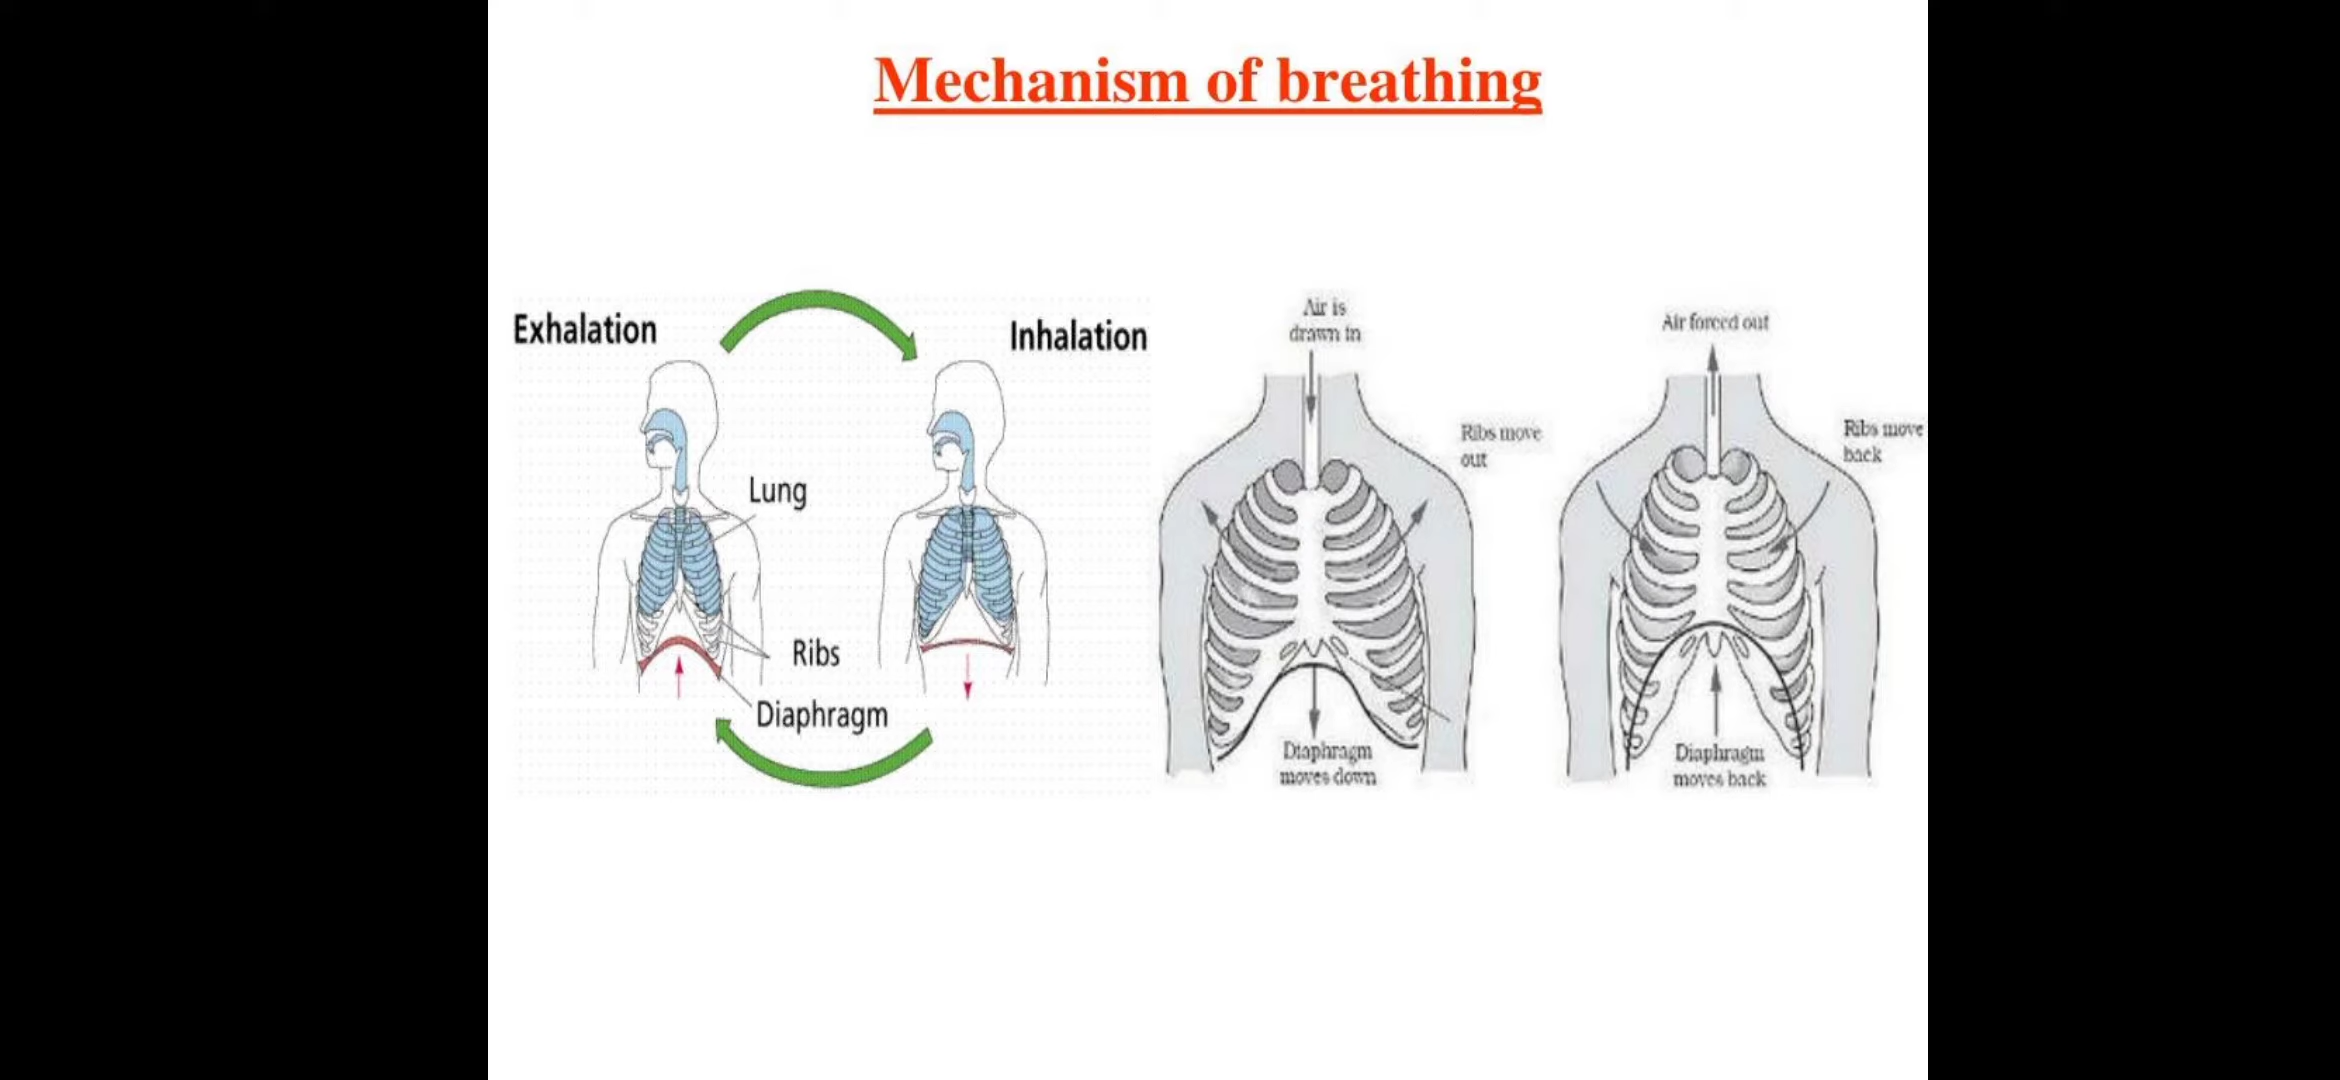 Mechanism of breathing
Exhalation
Inhalation
Lung
Ribs
Diaphragm
Air is
drawn in
Ribs move
out
Diaphragm
moves down
Air forced out
Ribs move
back
Diaphragm
moves back